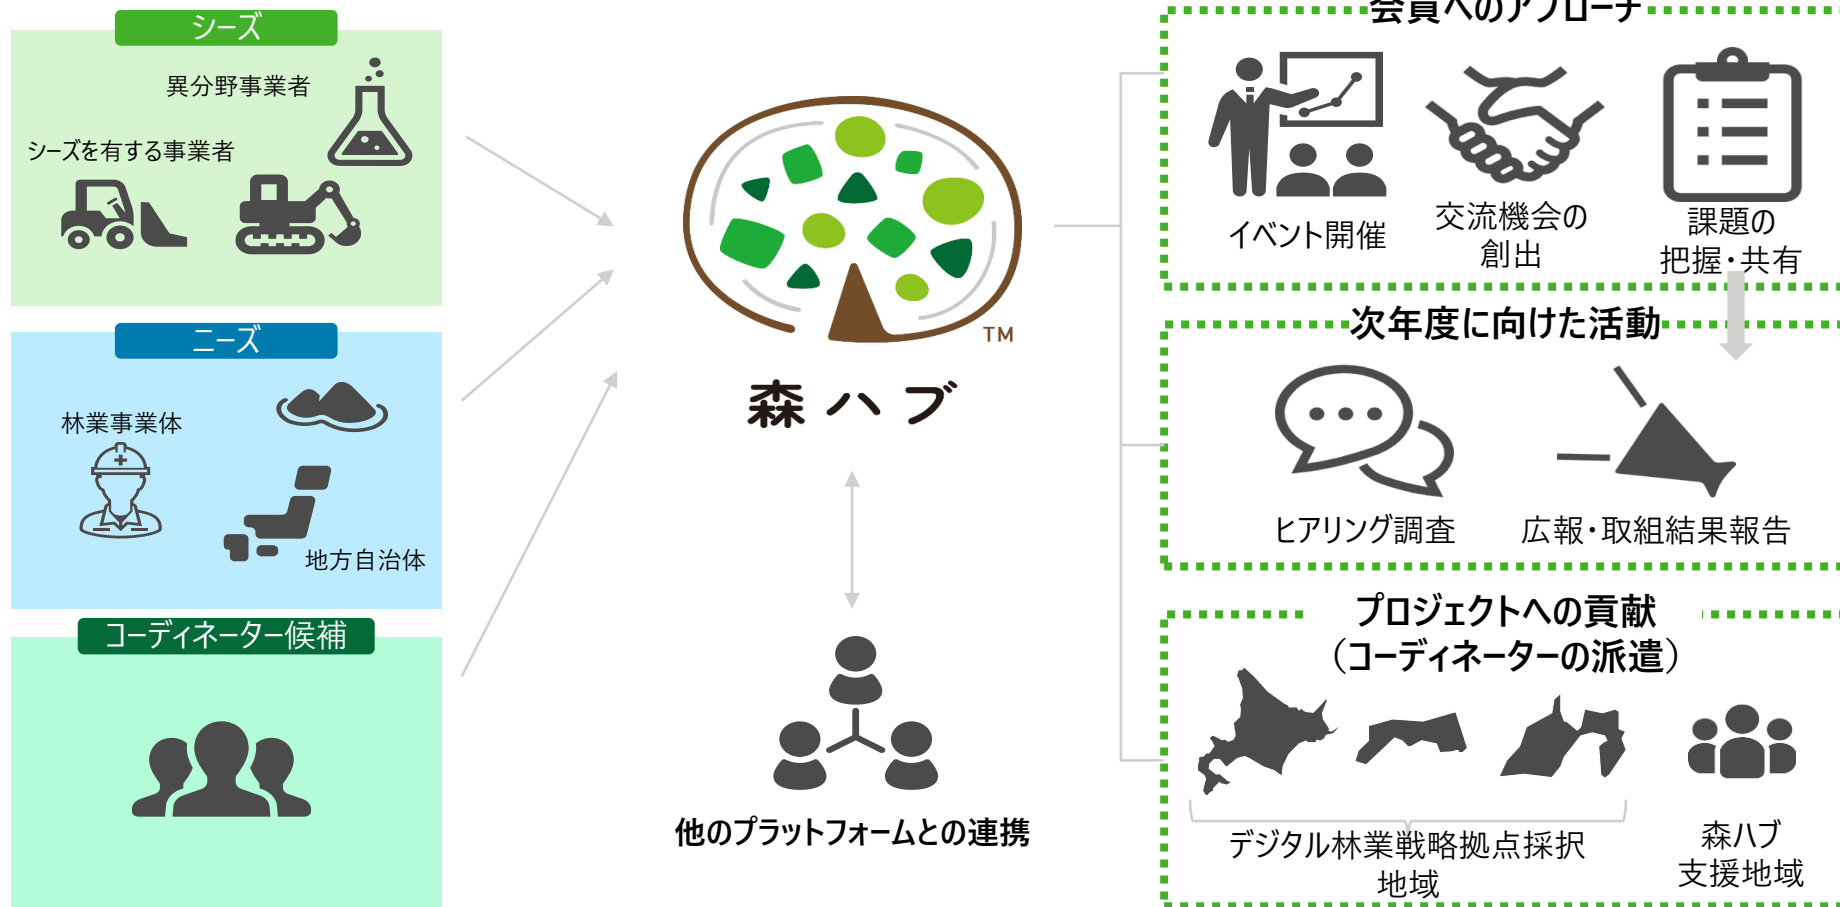 シーズ
異分野事業者
シーズを有する事業者
ニーズ
林業事業体
地方自治体
コーディネーター候補
TM
森ハブ
他のプラットフォームとの連携
会員へのアプローチ
イベント開催
交流機会の
創出
課題の
把握・共有
次年度に向けた活動
ヒアリング調査
広報・取組結果報告
プロジェクトへの貢献
（コーディネーターの派遣）
デジタル林業戦略拠点採択
地域
森ハブ
支援地域